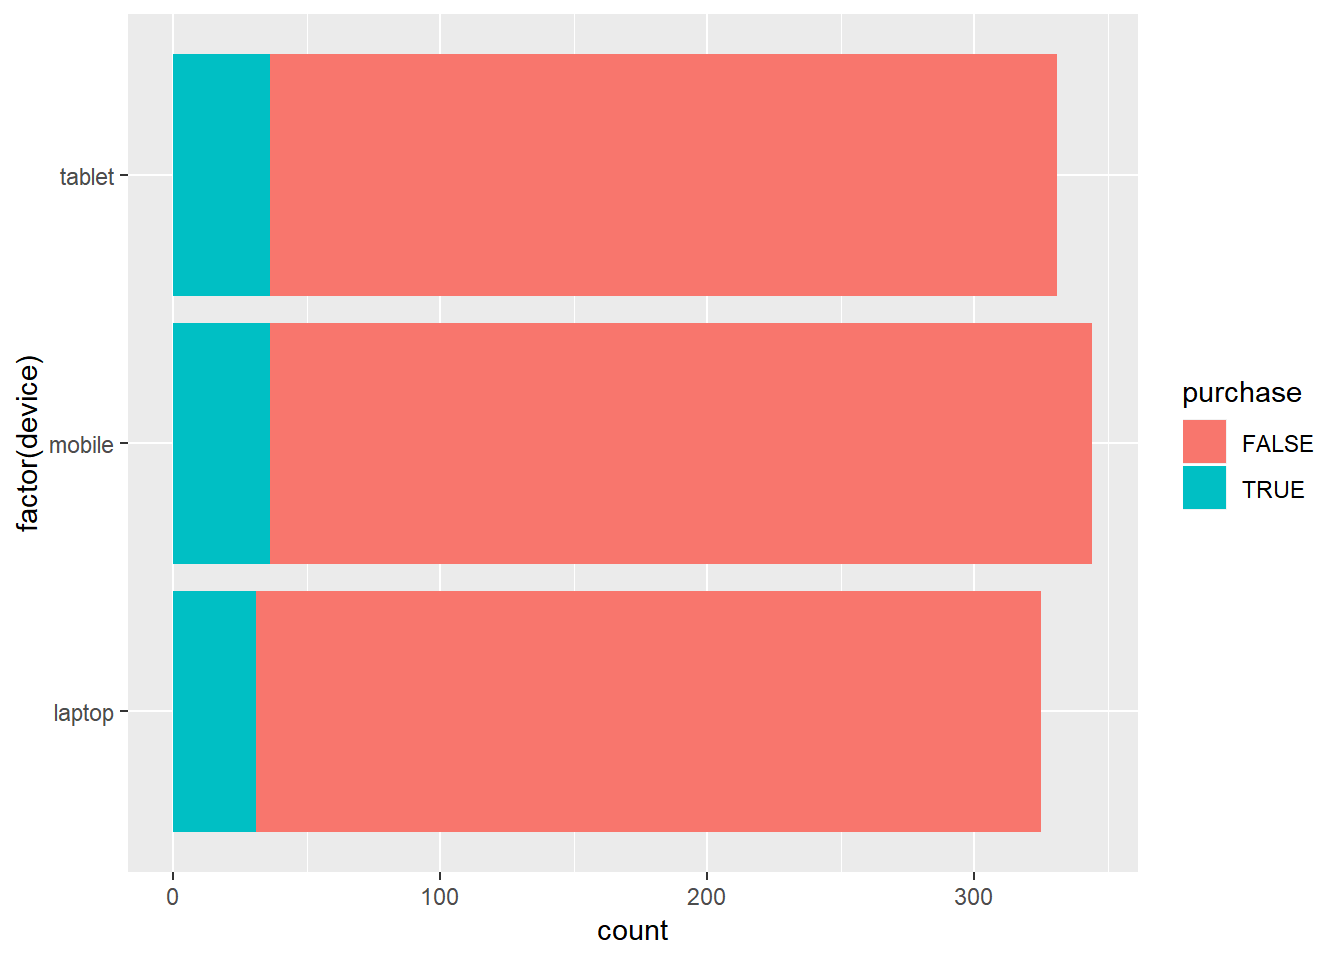 factor(device)
tablet
mobile
laptop
0 100 200 300
count
purchase
FALSE
TRUE